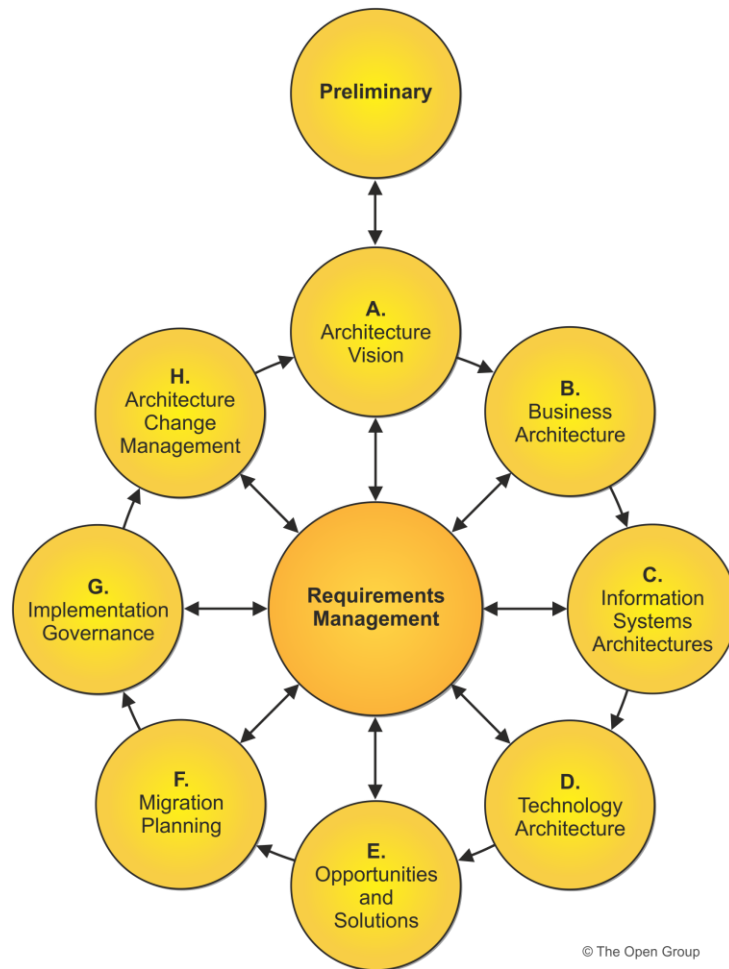 Preliminary
A.
Architecture
Vision
B.
Business
Architecture
C.
Information
Systems
Architectures
D.
Technology
Architecture
E.
Opportunities
and
Solutions
F.
Migration
Planning
G.
Implementation
Governance
H.
Architecture
Change
Management
Requirements
Management
© The Open Group